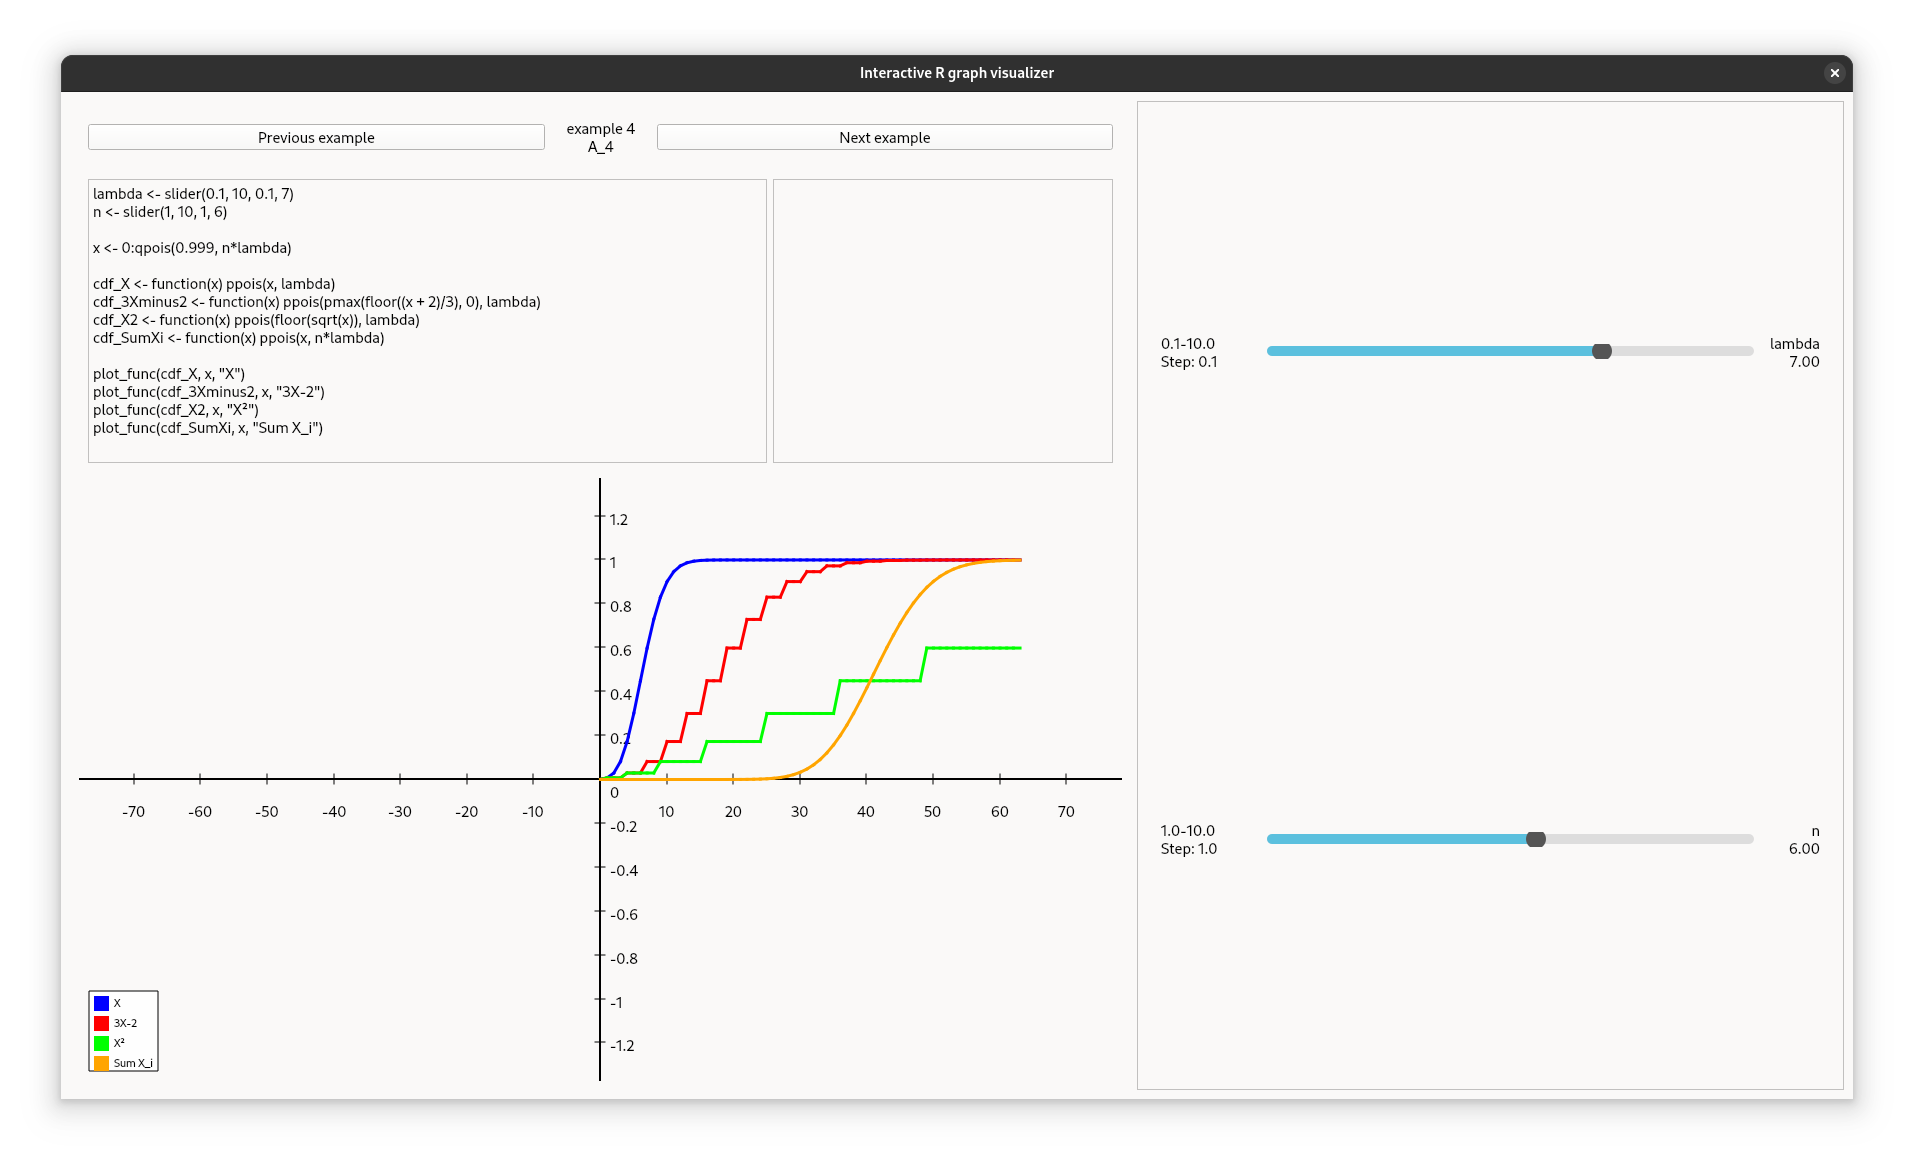 Interactive R graph visualizer
Previous example
example 4
A_4
Next example
lambda <- slider(0.1, 10, 0.1, 7)
n <- slider(1, 10, 1, 6)
x <- 0:qpois(0.999, n*lambda)
cdf_X <- function(x) ppois(x, lambda)
cdf_3Xminus2 <- function(x) ppois(pmax(floor((x + 2)/3), 0), lambda)
cdf_X2 <- function(x) ppois(floor(sqrt(x)), lambda)
cdf_SumXi <- function(x) ppois(x, n*lambda)
plot_func(cdf_X, x, "X")
plot_func(cdf_3Xminus2, x, "3X-2")
plot_func(cdf_X2, x, "X²")
plot_func(cdf_SumXi, x, "Sum X_i")
1.2
1
0.8
0.6
0.4
0.2
0
-70 -60 -50 -40 -30 -20 -10 10 20 30 40 50 60 70
-0.2
-0.4
-0.6
-0.8
-1
-1.2
X
3X-2
X²
Sum X_i
0.1-10.0
Step: 0.1
lambda
7.00
1.0-10.0
Step: 1.0
n
6.00